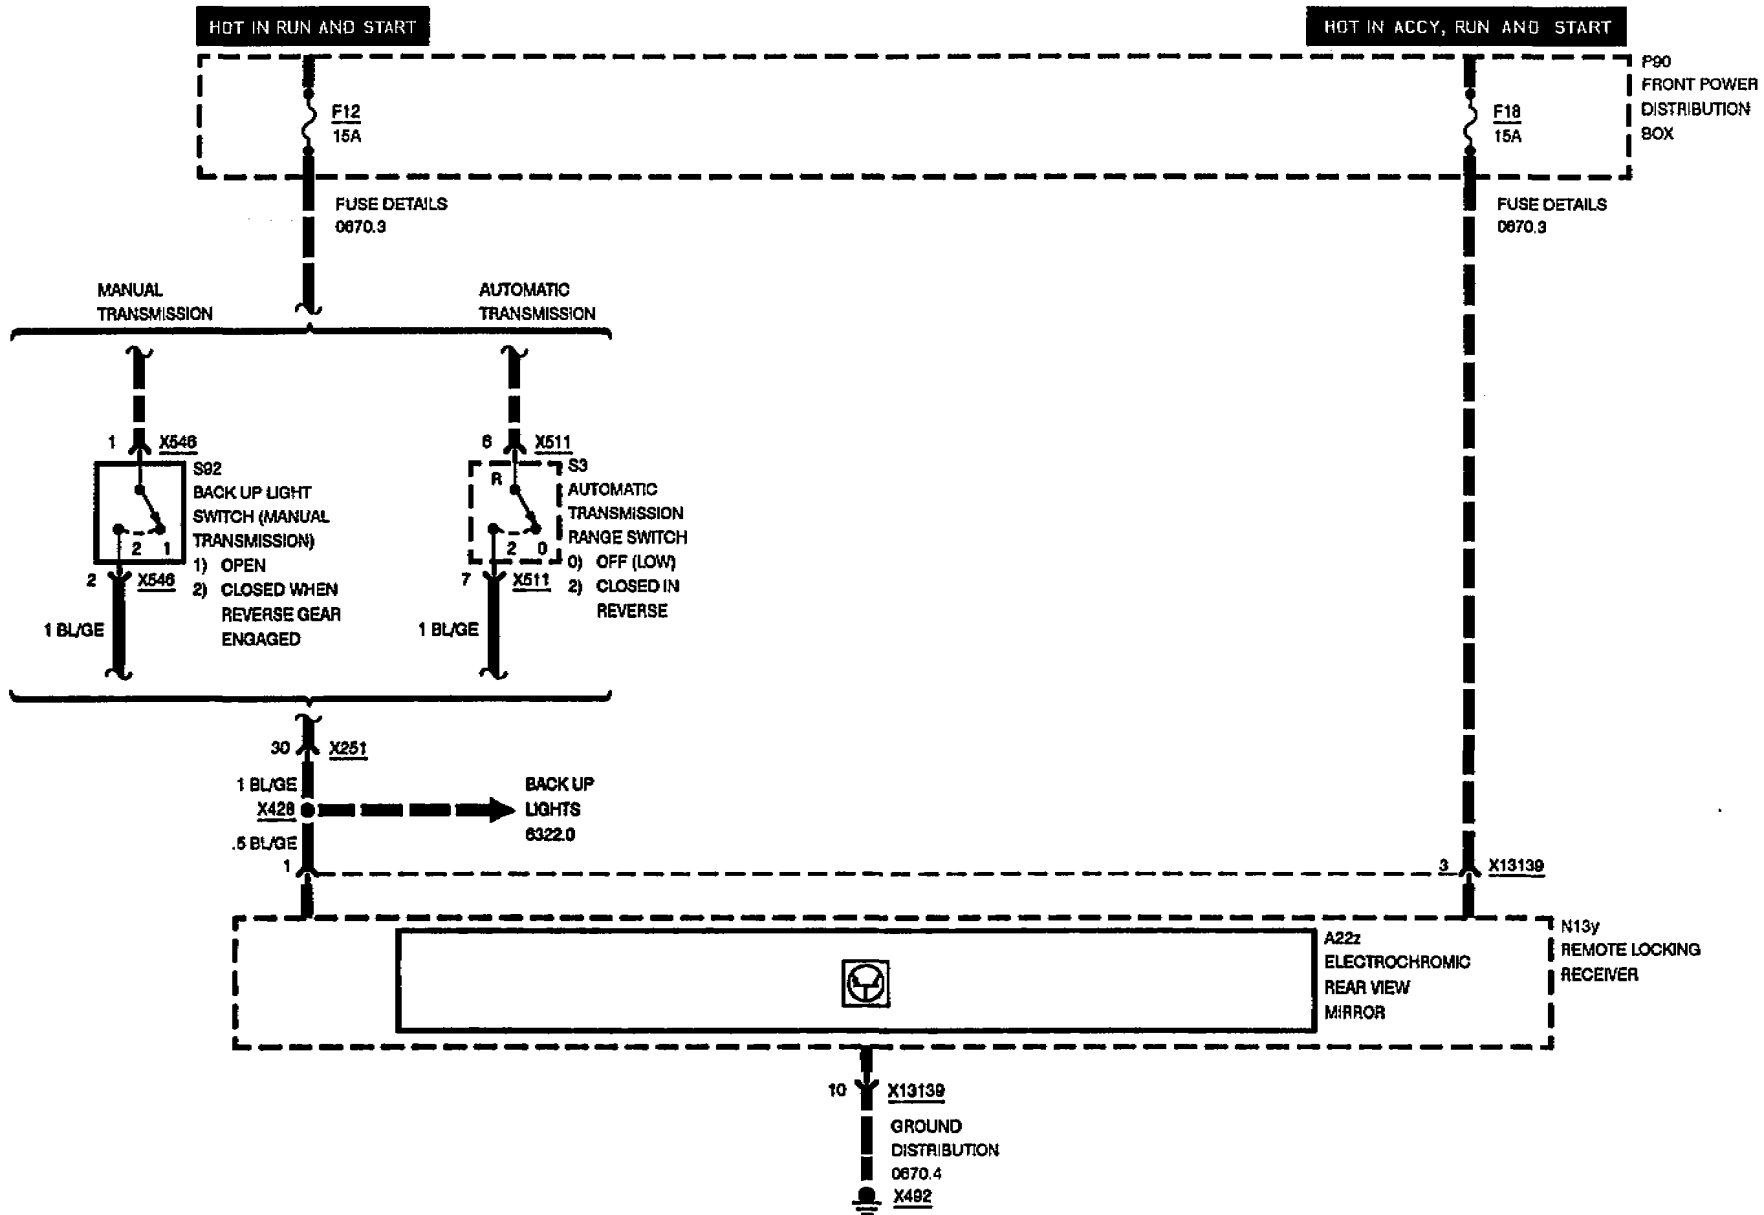 HOT IN RUN AND START
HOT IN ACCY, RUN AND START
P90
FRONT POWER
DISTRIBUTION
BOX
F12
15A
F18
15A
FUSE DETAILS
0670.3
FUSE DETAILS
0670.3
MANUAL
TRANSMISSION
AUTOMATIC
TRANSMISSION
1 X546
S92
BACK UP LIGHT
SWITCH (MANUAL
TRANSMISSION)
1) OPEN
2) CLOSED WHEN
REVERSE GEAR
ENGAGED
2 1
2 X546
1 BL/GE
6 X511
R
S3
AUTOMATIC
TRANSMISSION
RANGE SWITCH
0) OFF (LOW)
2) CLOSED IN
REVERSE
2 0
7 X511
1 BL/GE
30 X251
1 BL/GE
X428
BACK UP
LIGHTS
6322.0
.5 BL/GE
1
3 X13139
N13y
REMOTE LOCKING
RECEIVER
A22z
ELECTROCHROMIC
REAR VIEW
MIRROR
10 X13139
GROUND
DISTRIBUTION
0670.4
X492